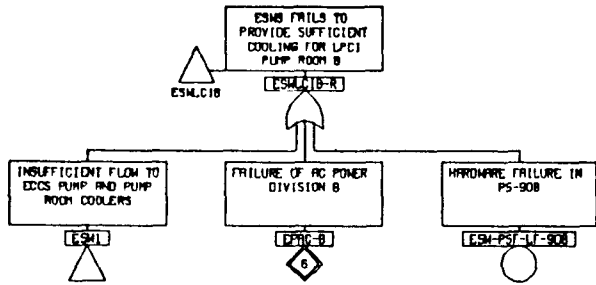 ESWS FAILS TO
PROVIDE SUFFICIENT
COOLING FOR LPCI
PUMP ROOM B
ESWLCIB
ESWLCIB-R
INSUFFICIENT FLOW TO
ECCS PUMP AND PUMP
ROOM COOLERS
ESW1
FAILURE OF AC POWER
DIVISION B
EPAC-B
6
HARDWARE FAILURE IN
PS-90B
ESW-PSF-LF-90B